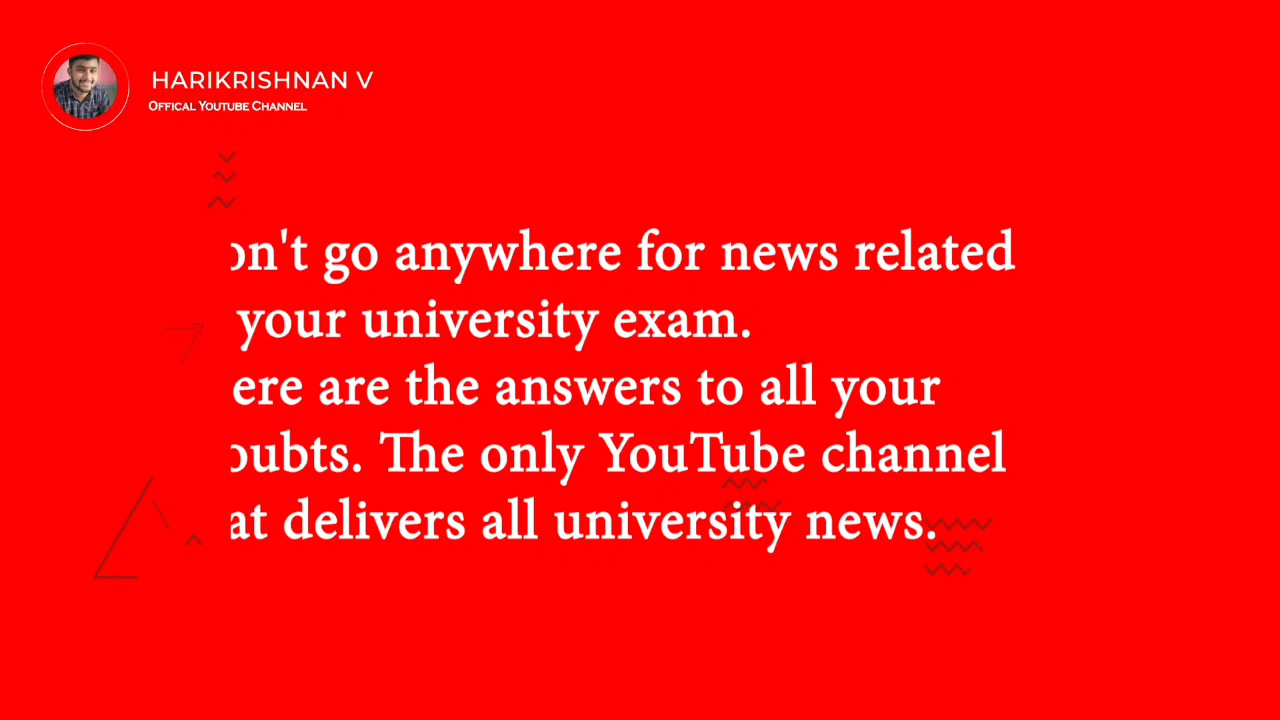 HARIKRISHNAN V
OFFICAL YOUTUBE CHANNEL
on't go anywhere for news related
your university exam.
ere are the answers to all your
oubts. The only YouTube channel
at delivers all university news.